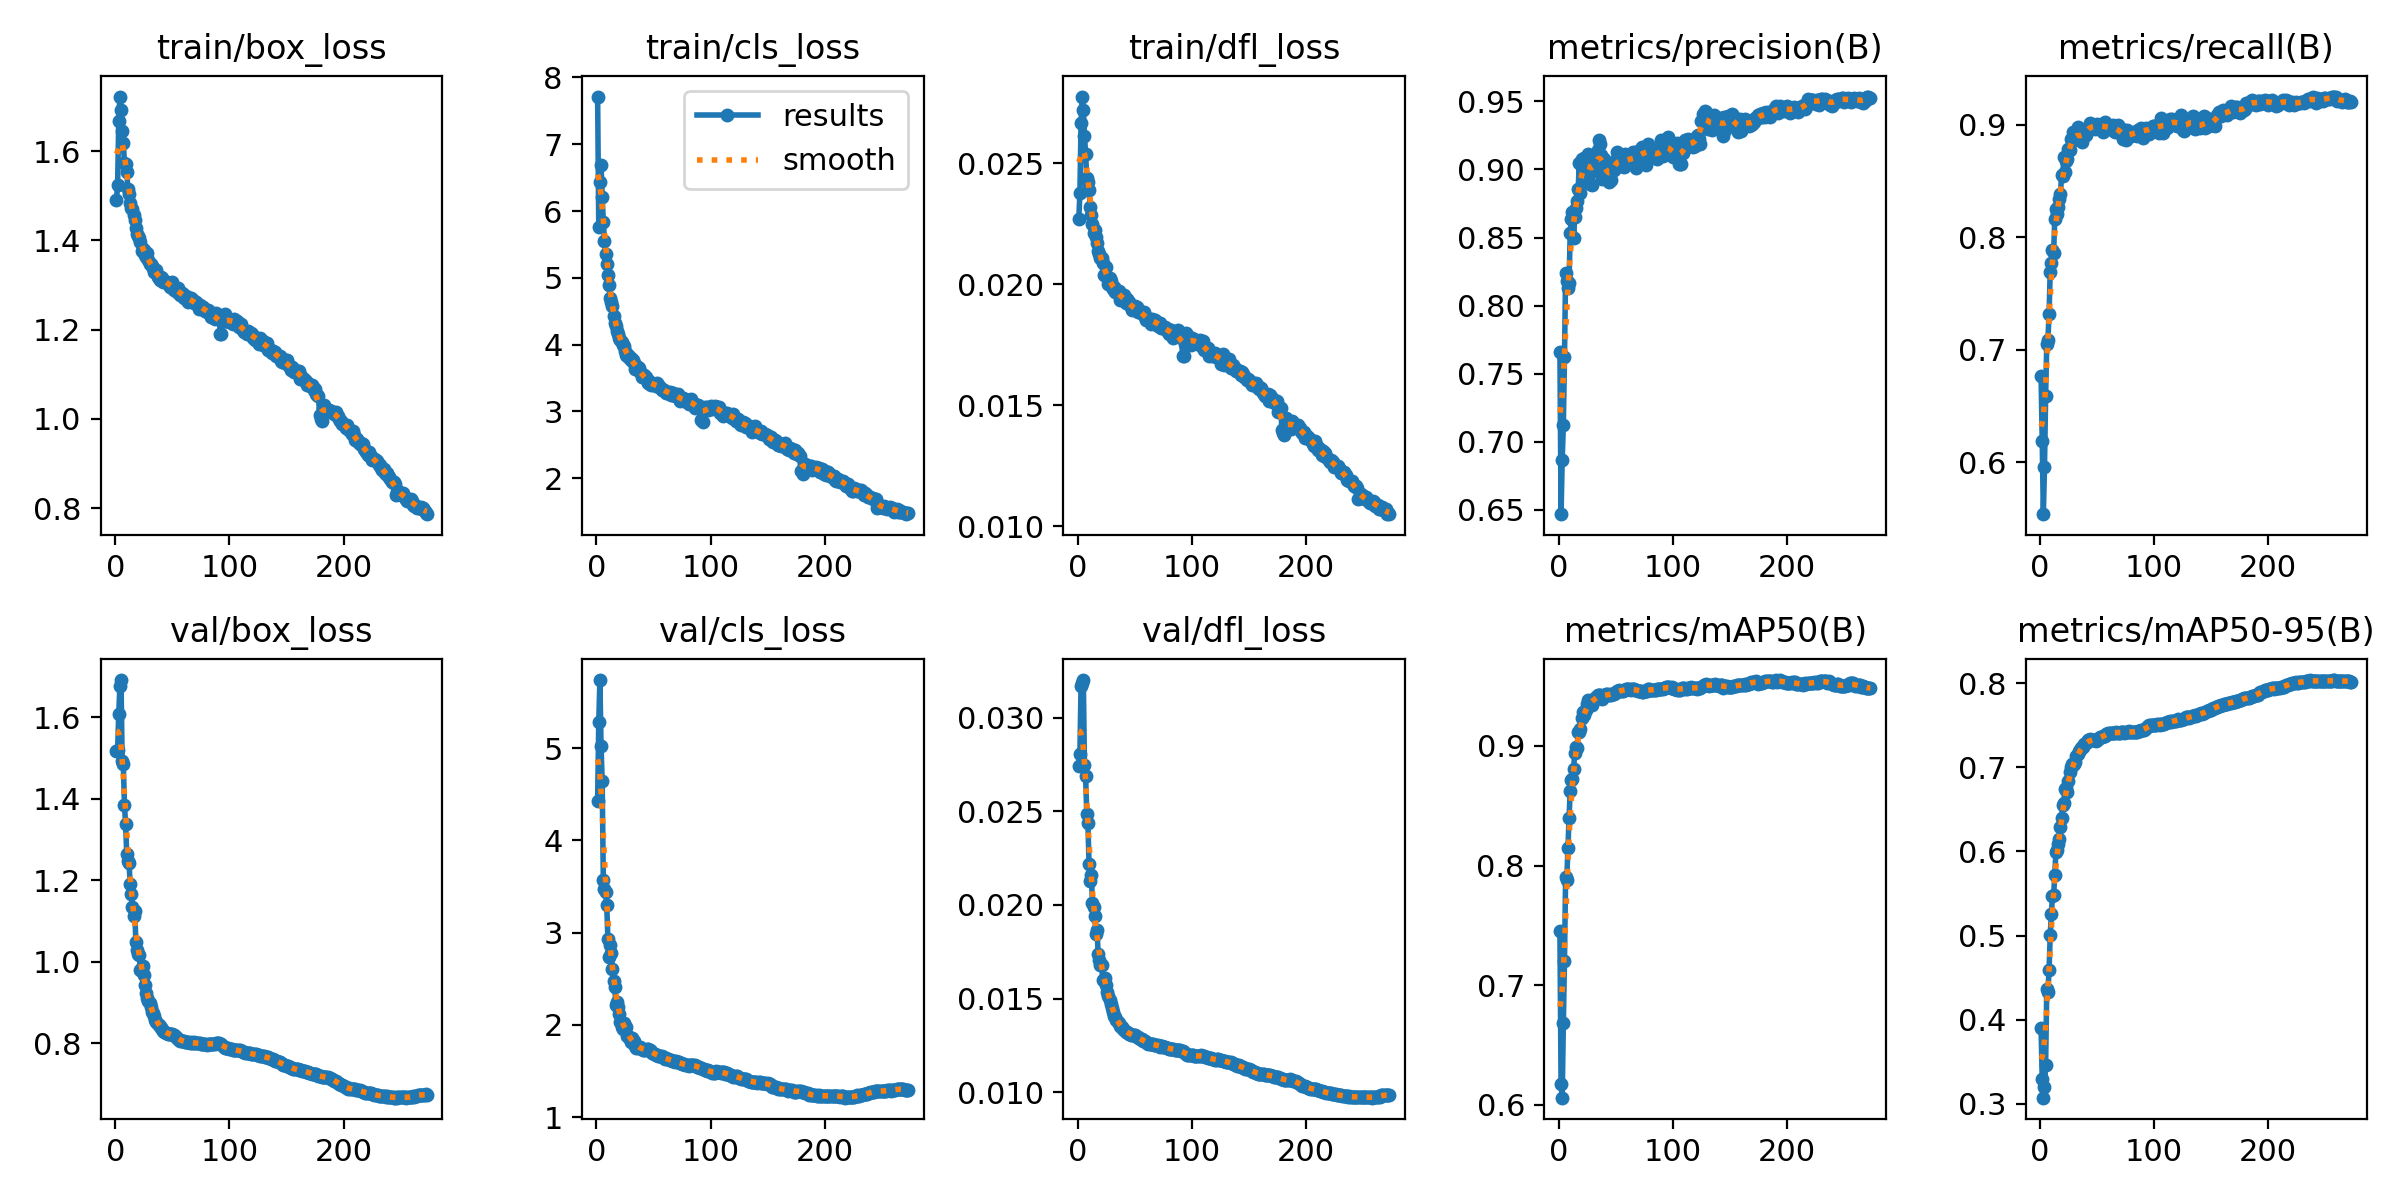 train/box_loss
1.6
1.4
1.2
1.0
0.8
0 100 200
train/cls_loss
8
7
6
5
4
3
2
0 100 200
results
smooth
train/dfl_loss
0.025
0.020
0.015
0.010
0 100 200
metrics/precision(B)
0.95
0.90
0.85
0.80
0.75
0.70
0.65
0 100 200
metrics/recall(B)
0.9
0.8
0.7
0.6
0 100 200
val/box_loss
1.6
1.4
1.2
1.0
0.8
0 100 200
val/cls_loss
5
4
3
2
1
0 100 200
val/dfl_loss
0.030
0.025
0.020
0.015
0.010
0 100 200
metrics/mAP50(B)
0.9
0.8
0.7
0.6
0 100 200
metrics/mAP50-95(B)
0.8
0.7
0.6
0.5
0.4
0.3
0 100 200